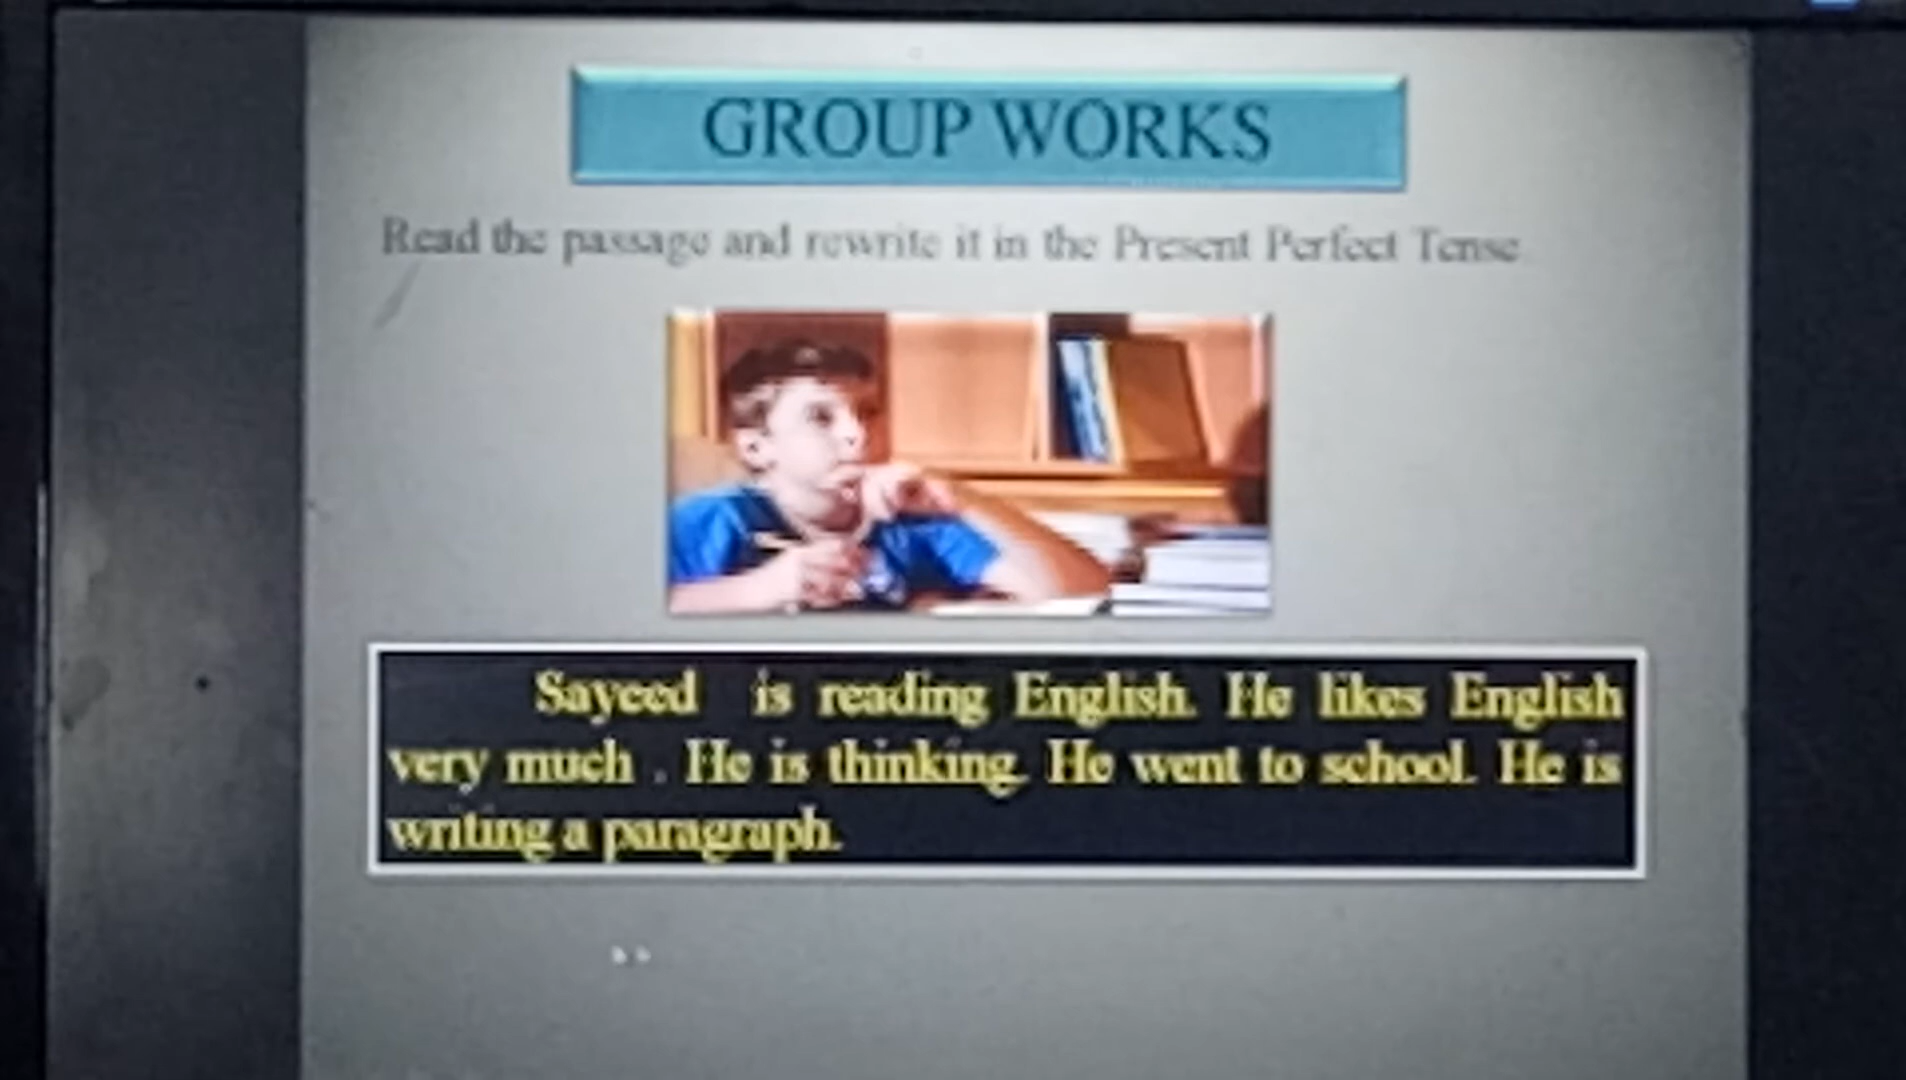 GROUP WORKS
Read the passage and rewrite it in the Present Perfect Tense.
Sayeed is reading English. He likes English
very much . He is thinking. He went to school. He is
writing a paragraph.